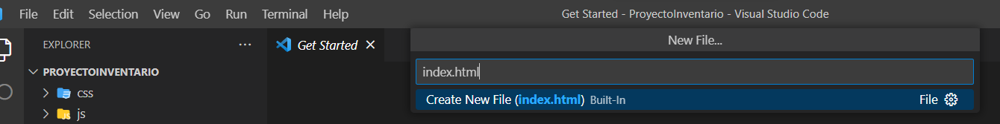 File Edit Selection View Go Run Terminal Help Get Started - ProyectoInventario - Visual Studio Code
EXPLORER ··· Get Started × New File...
PROYECTOINVENTARIO index.html
css Create New File (index.html) Built-In File
js